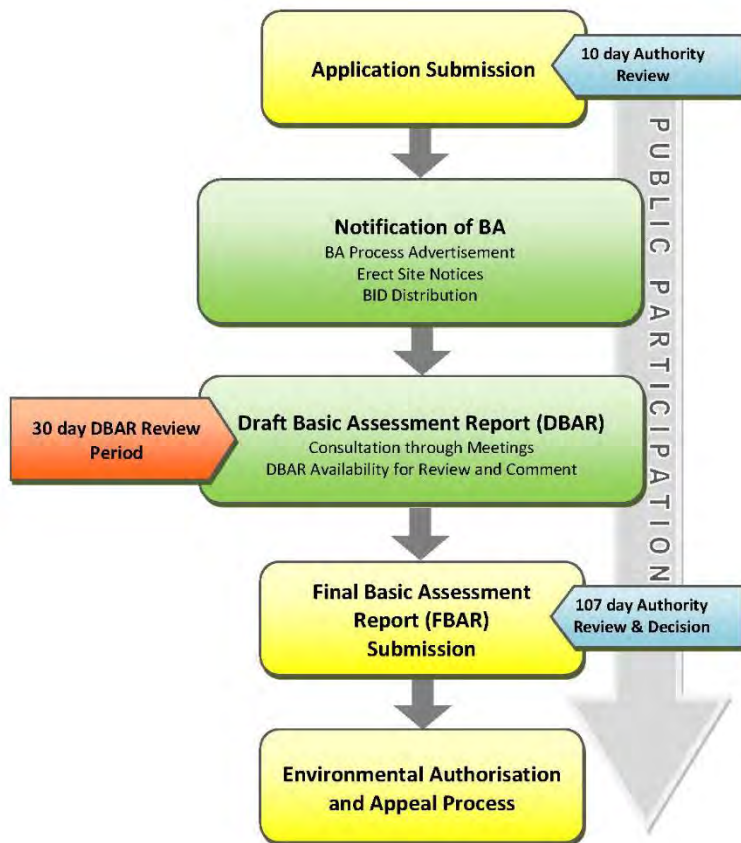 Application Submission
10 day Authority
Review
Notification of BA
BA Process Advertisement
Erect Site Notices
BID Distribution
PUBLIC PARTICIPATION
30 day DBAR Review
Period
Draft Basic Assessment Report (DBAR)
Consultation through Meetings
DBAR Availability for Review and Comment
Final Basic Assessment
Report (FBAR)
Submission
107 day Authority
Review & Decision
Environmental Authorisation
and Appeal Process